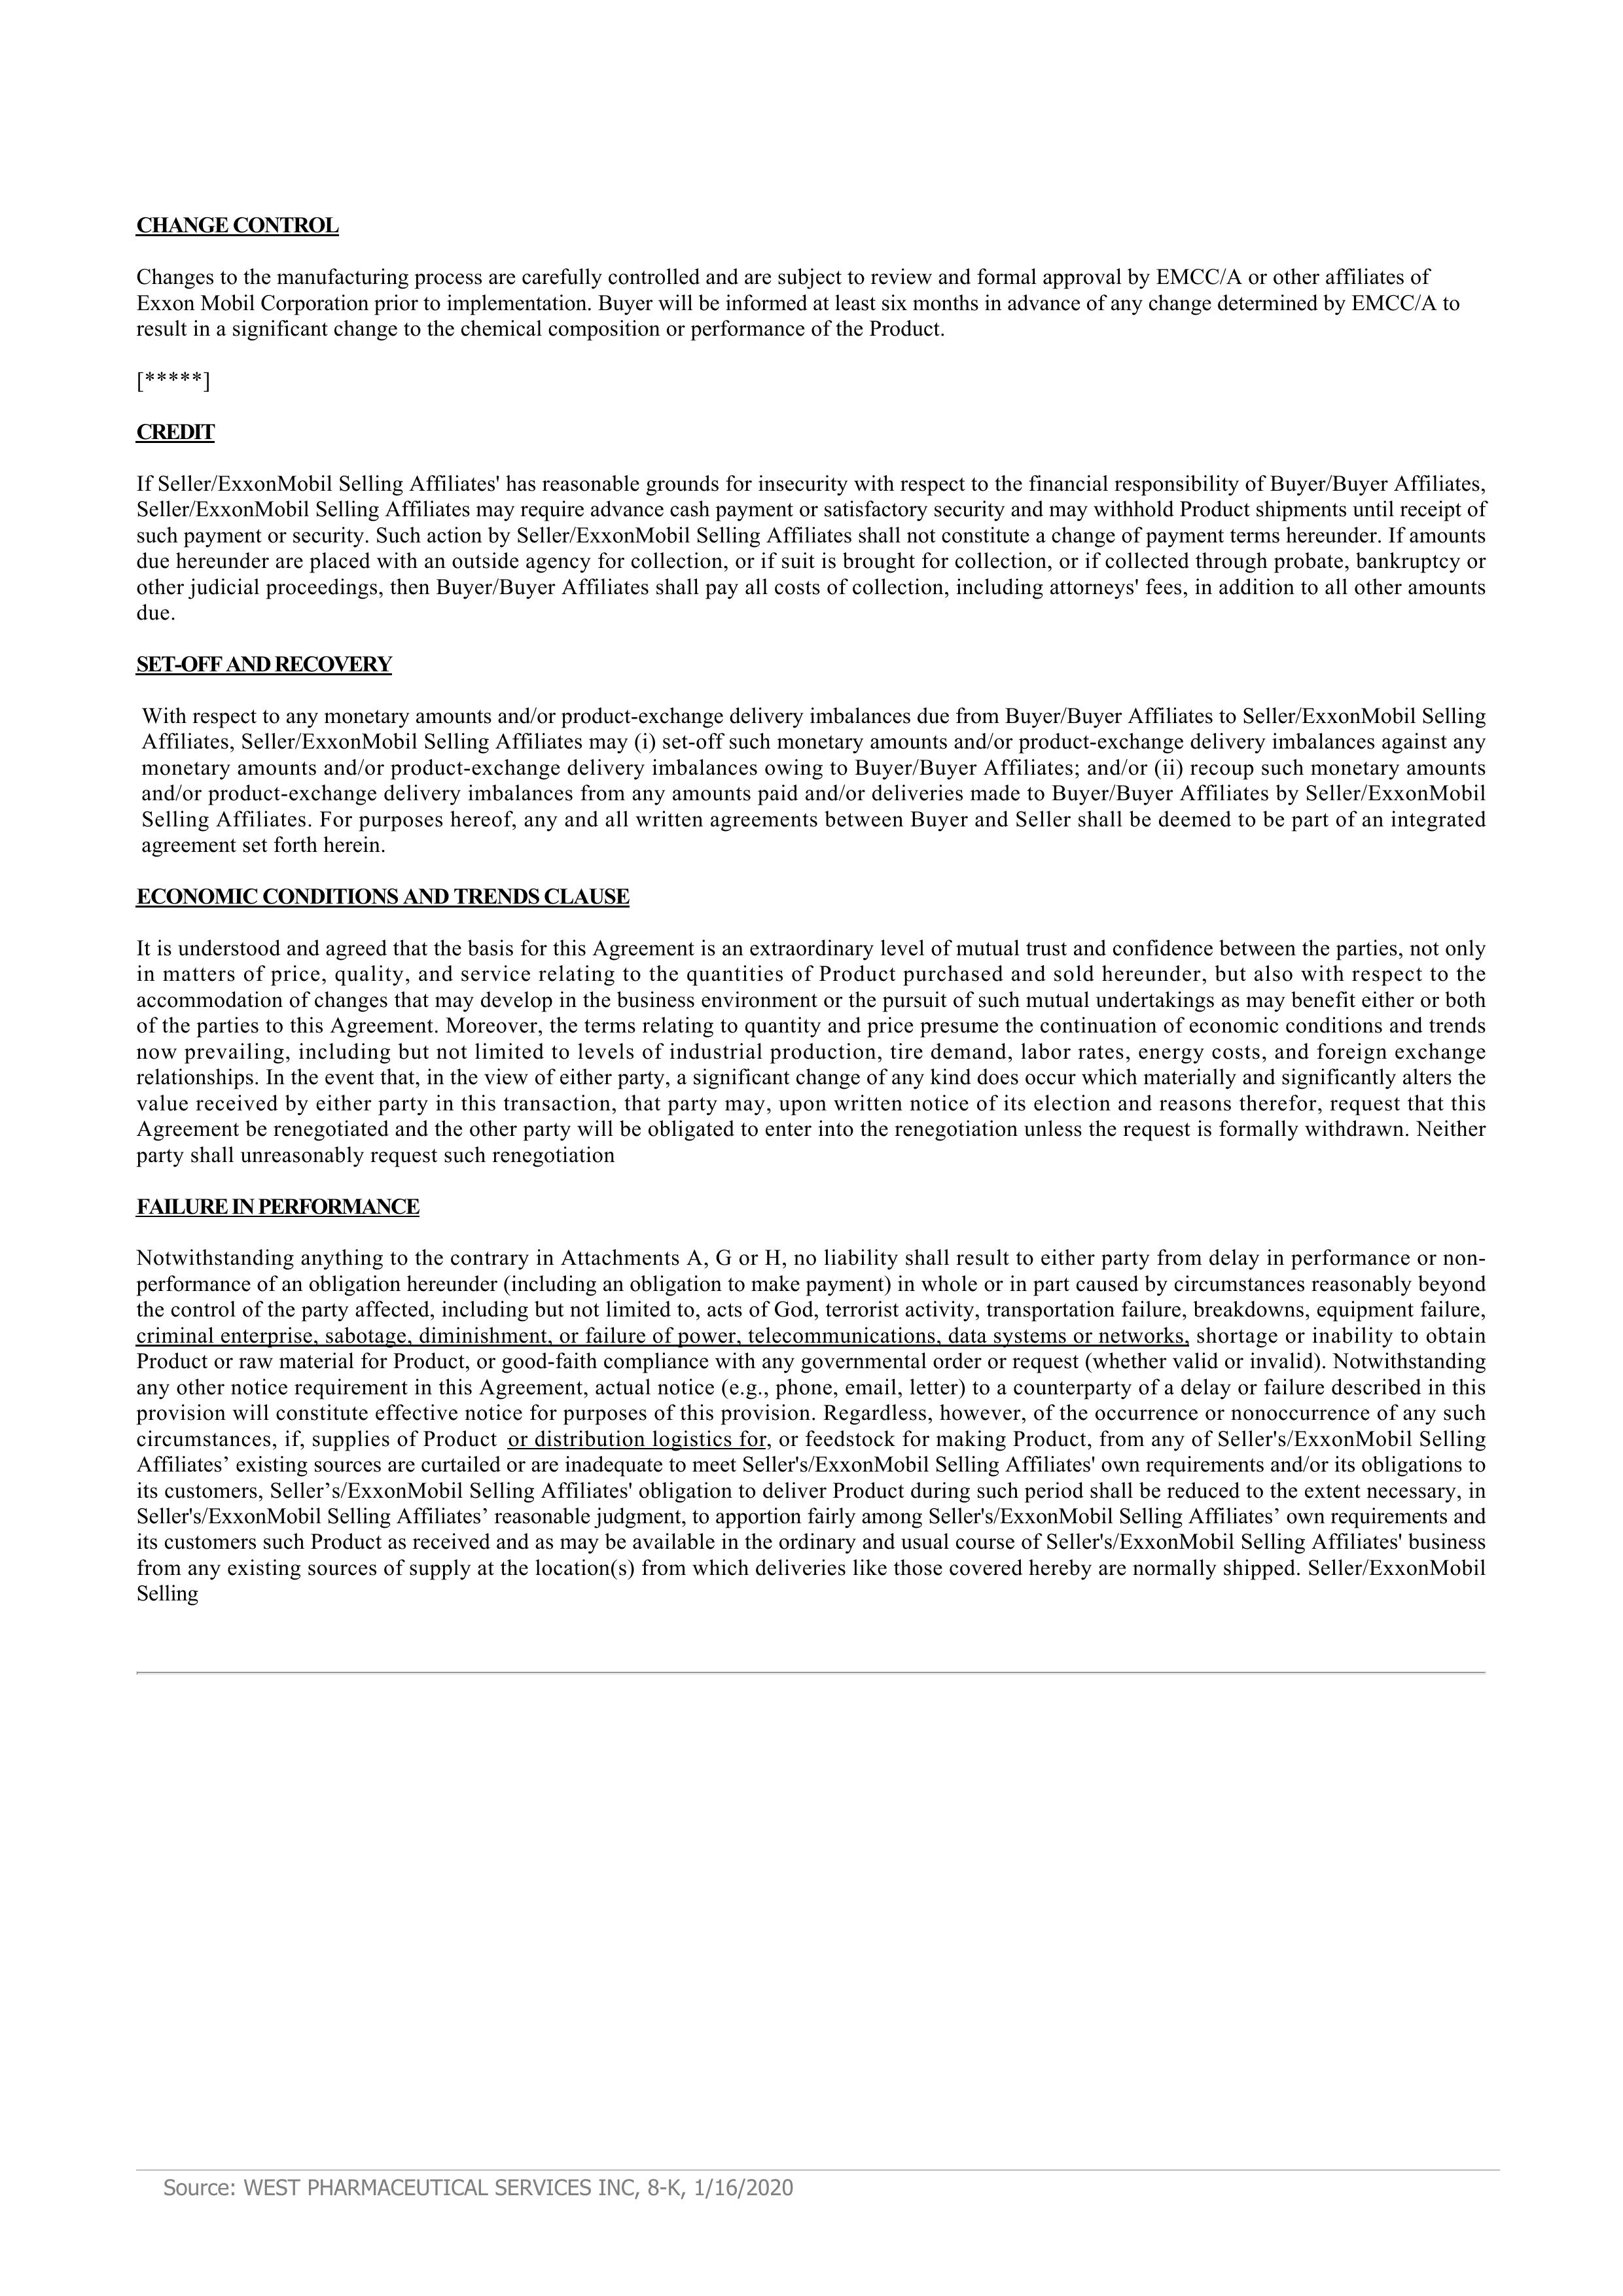 CHANGE CONTROL
Changes to the manufacturing process are carefully controlled and are subject to review and formal approval by EMCC/A or other affiliates of
Exxon Mobil Corporation prior to implementation. Buyer will be informed at least six months in advance of any change determined by EMCC/A to
result in a significant change to the chemical composition or performance of the Product.
[*****]
CREDIT
If Seller/ExxonMobil Selling Affiliates' has reasonable grounds for insecurity with respect to the financial responsibility of Buyer/Buyer Affiliates,
Seller/ExxonMobil Selling Affiliates may require advance cash payment or satisfactory security and may withhold Product shipments until receipt of
such payment or security. Such action by Seller/ExxonMobil Selling Affiliates shall not constitute a change of payment terms hereunder. If amounts
due hereunder are placed with an outside agency for collection, or if suit is brought for collection, or if collected through probate, bankruptcy or
other judicial proceedings, then Buyer/Buyer Affiliates shall pay all costs of collection, including attorneys' fees, in addition to all other amounts
due.
SET-OFF AND RECOVERY
With respect to any monetary amounts and/or product-exchange delivery imbalances due from Buyer/Buyer Affiliates to Seller/ExxonMobil Selling
Affiliates, Seller/ExxonMobil Selling Affiliates may (i) set-off such monetary amounts and/or product-exchange delivery imbalances against any
monetary amounts and/or product-exchange delivery imbalances owing to Buyer/Buyer Affiliates; and/or (ii) recoup such monetary amounts
and/or product-exchange delivery imbalances from any amounts paid and/or deliveries made to Buyer/Buyer Affiliates by Seller/ExxonMobil
Selling Affiliates. For purposes hereof, any and all written agreements between Buyer and Seller shall be deemed to be part of an integrated
agreement set forth herein.
ECONOMIC CONDITIONS AND TRENDS CLAUSE
It is understood and agreed that the basis for this Agreement is an extraordinary level of mutual trust and confidence between the parties, not only
in matters of price, quality, and service relating to the quantities of Product purchased and sold hereunder, but also with respect to the
accommodation of changes that may develop in the business environment or the pursuit of such mutual undertakings as may benefit either or both
of the parties to this Agreement. Moreover, the terms relating to quantity and price presume the continuation of economic conditions and trends
now prevailing, including but not limited to levels of industrial production, tire demand, labor rates, energy costs, and foreign exchange
relationships. In the event that, in the view of either party, a significant change of any kind does occur which materially and significantly alters the
value received by either party in this transaction, that party may, upon written notice of its election and reasons therefor, request that this
Agreement be renegotiated and the other party will be obligated to enter into the renegotiation unless the request is formally withdrawn. Neither
party shall unreasonably request such renegotiation
FAILURE IN PERFORMANCE
Notwithstanding anything to the contrary in Attachments A, G or H, no liability shall result to either party from delay in performance or non-
performance of an obligation hereunder (including an obligation to make payment) in whole or in part caused by circumstances reasonably beyond
the control of the party affected, including but not limited to, acts of God, terrorist activity, transportation failure, breakdowns, equipment failure,
criminal enterprise, sabotage, diminishment, or failure of power, telecommunications, data systems or networks, shortage or inability to obtain
Product or raw material for Product, or good-faith compliance with any governmental order or request (whether valid or invalid). Notwithstanding
any other notice requirement in this Agreement, actual notice (e.g., phone, email, letter) to a counterparty of a delay or failure described in this
provision will constitute effective notice for purposes of this provision. Regardless, however, of the occurrence or nonoccurrence of any such
circumstances, if, supplies of Product or distribution logistics for, or feedstock for making Product, from any of Seller's/ExxonMobil Selling
Affiliates’ existing sources are curtailed or are inadequate to meet Seller's/ExxonMobil Selling Affiliates' own requirements and/or its obligations to
its customers, Seller’s/ExxonMobil Selling Affiliates' obligation to deliver Product during such period shall be reduced to the extent necessary, in
Seller's/ExxonMobil Selling Affiliates’ reasonable judgment, to apportion fairly among Seller's/ExxonMobil Selling Affiliates’ own requirements and
its customers such Product as received and as may be available in the ordinary and usual course of Seller's/ExxonMobil Selling Affiliates' business
from any existing sources of supply at the location(s) from which deliveries like those covered hereby are normally shipped. Seller/ExxonMobil
Selling
Source: WEST PHARMACEUTICAL SERVICES INC, 8-K, 1/16/2020